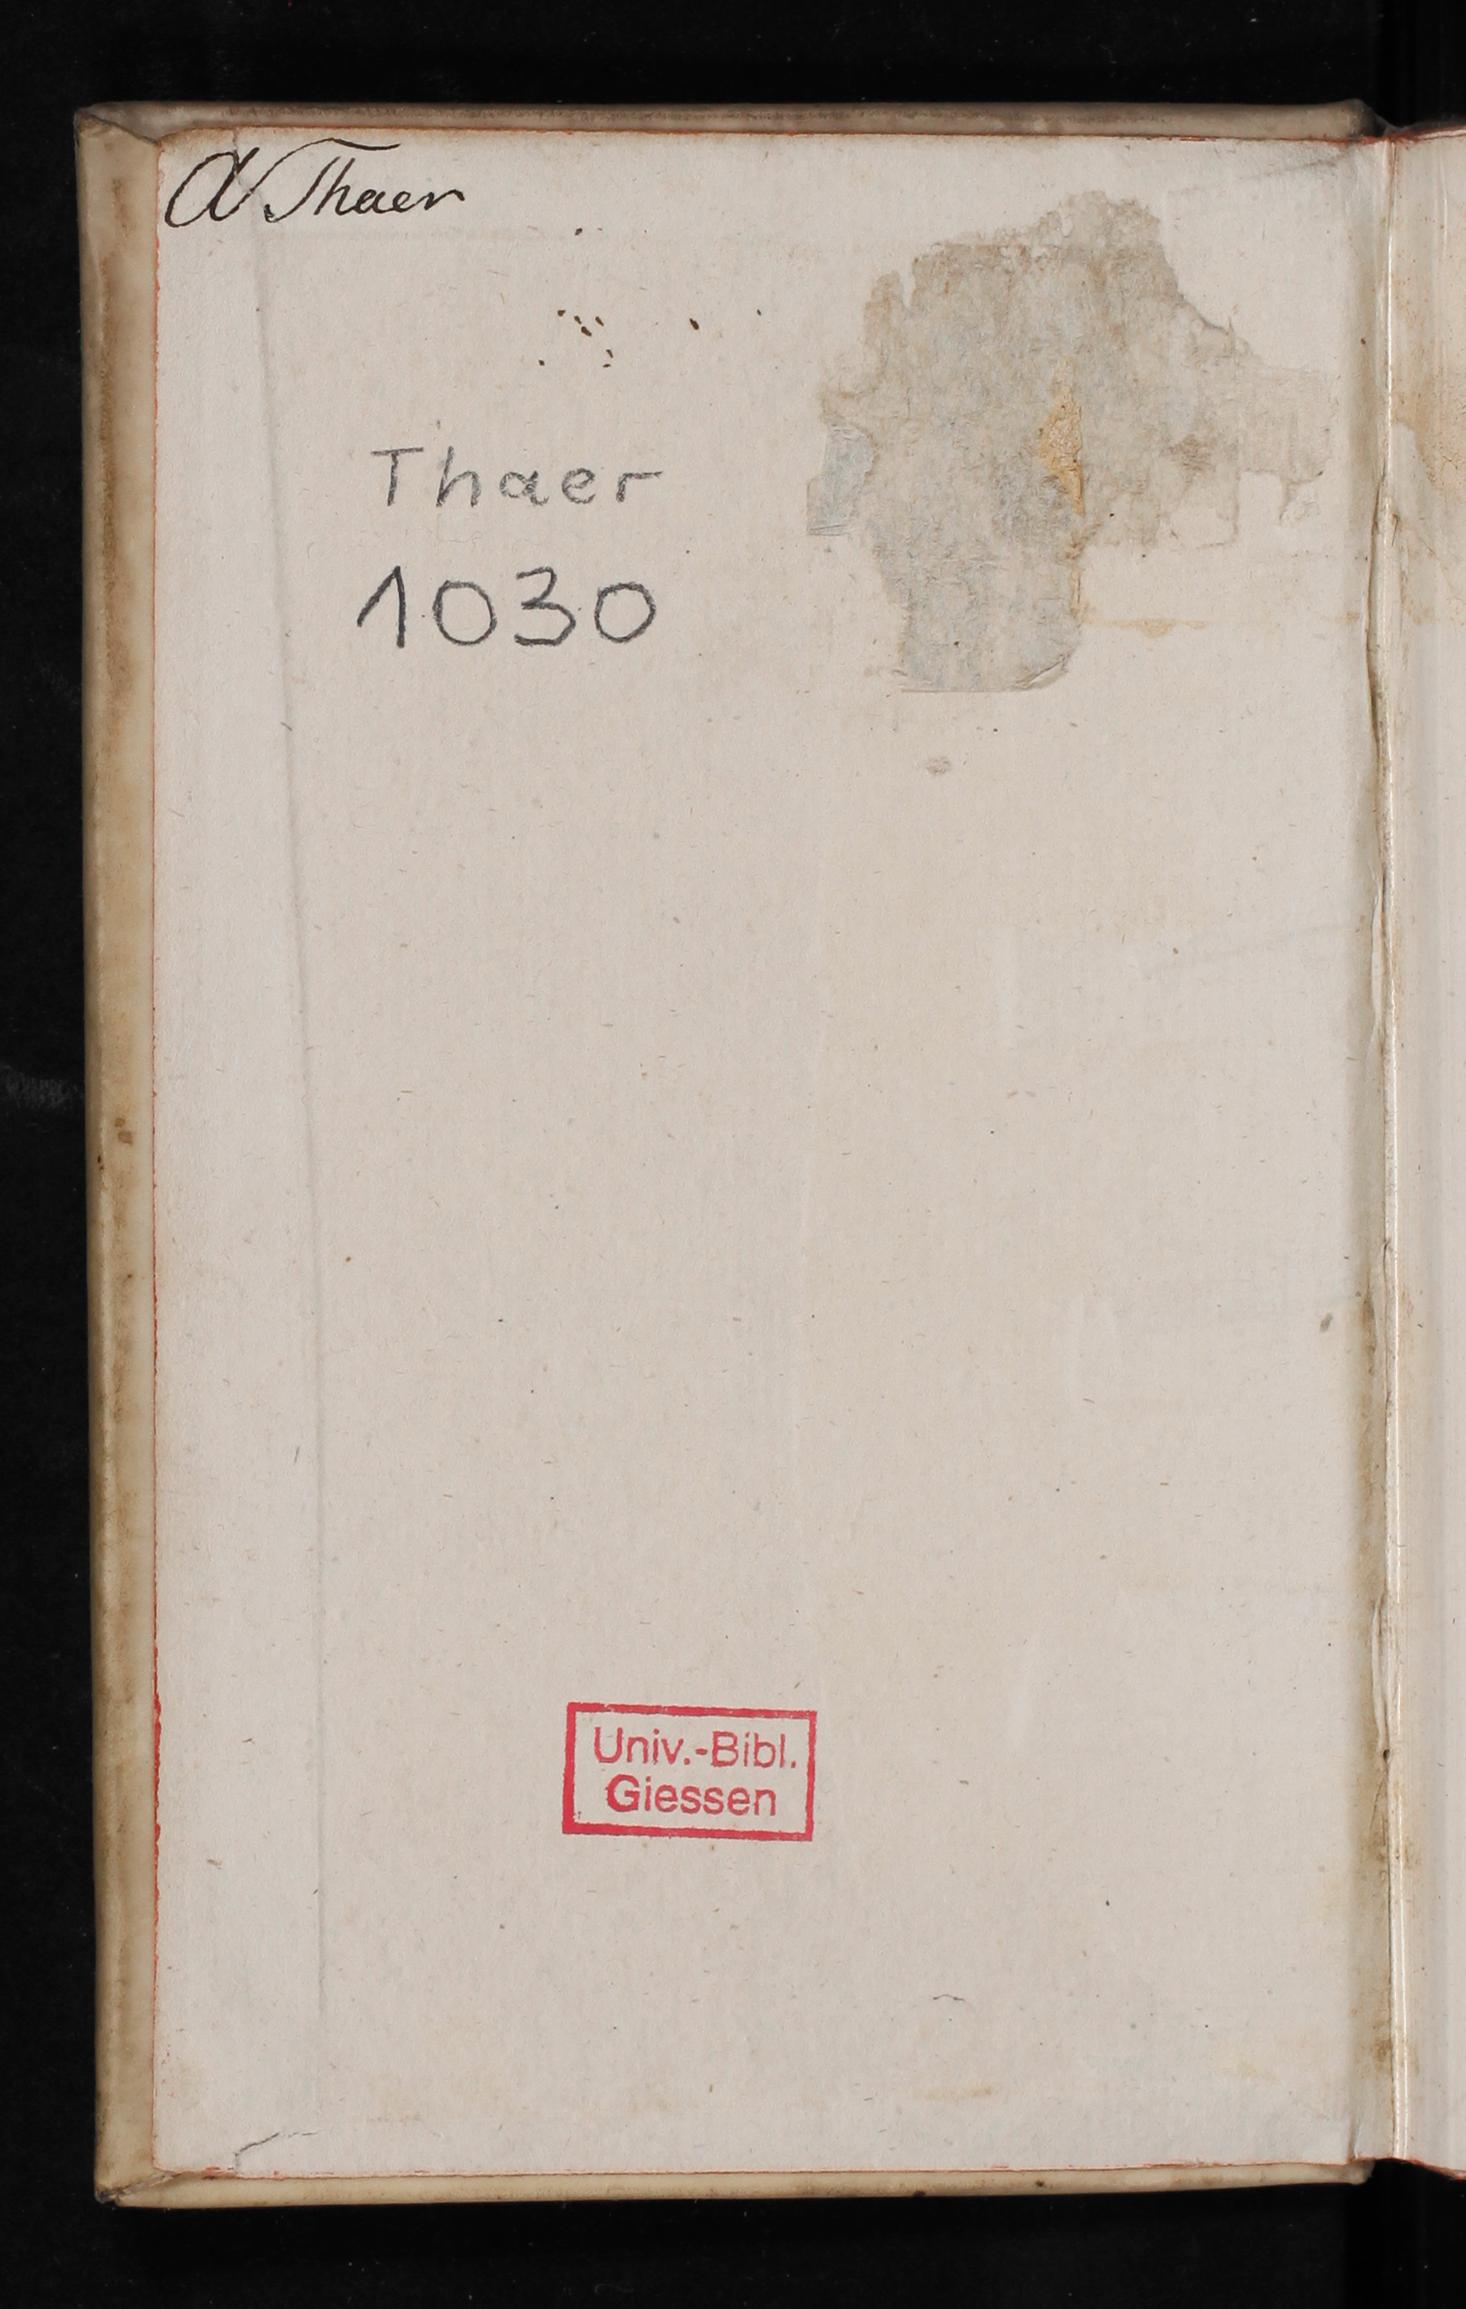 A Thaer
Thaer
1030
Univ.-Bibl.
Giessen